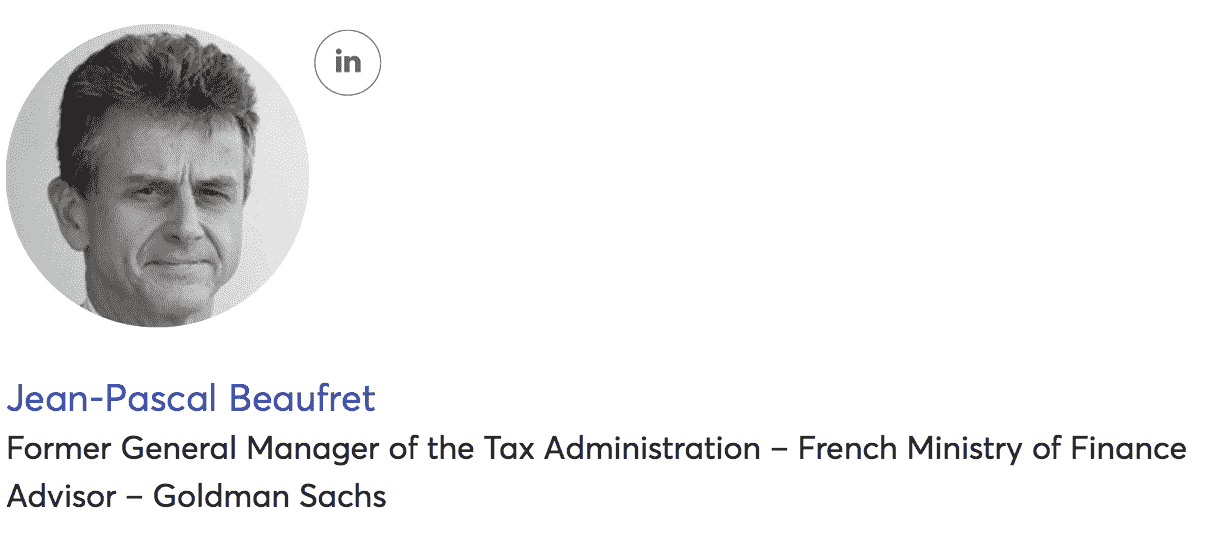 in
Jean-Pascal Beaufret
Former General Manager of the Tax Administration – French Ministry of Finance
Advisor – Goldman Sachs